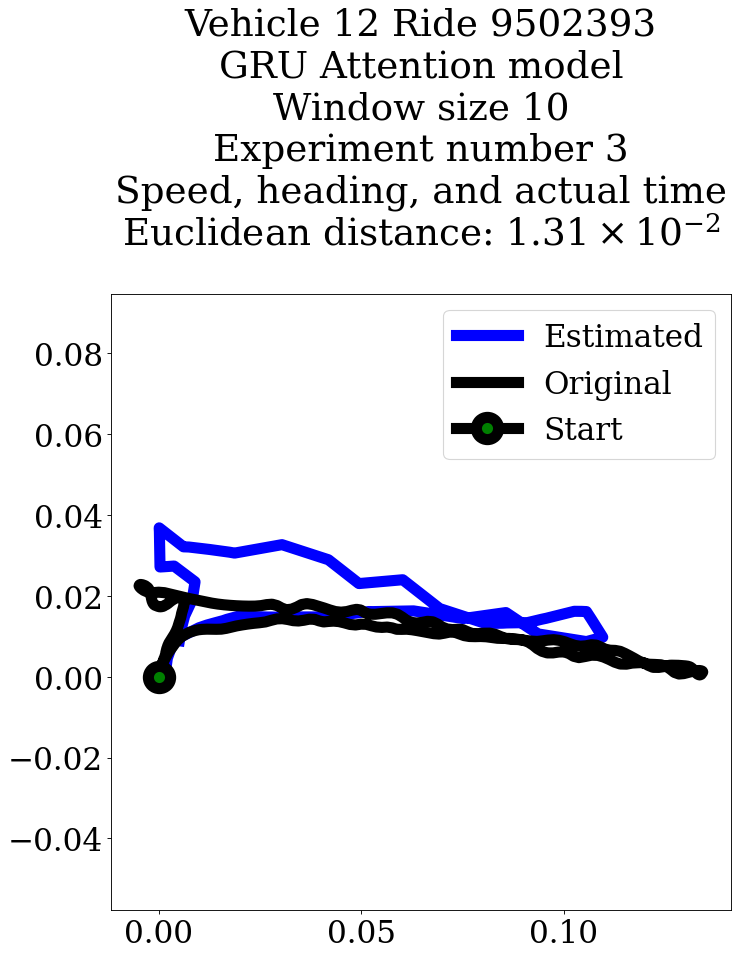 Vehicle 12 Ride 9502393
GRU Attention model
Window size 10
Experiment number 3
Speed, heading, and actual time
Euclidean distance: 1.31 × 10⁻²
Estimated
Original
Start
0.08
0.06
0.04
0.02
0.00
−0.02
−0.04
0.00 0.05 0.10